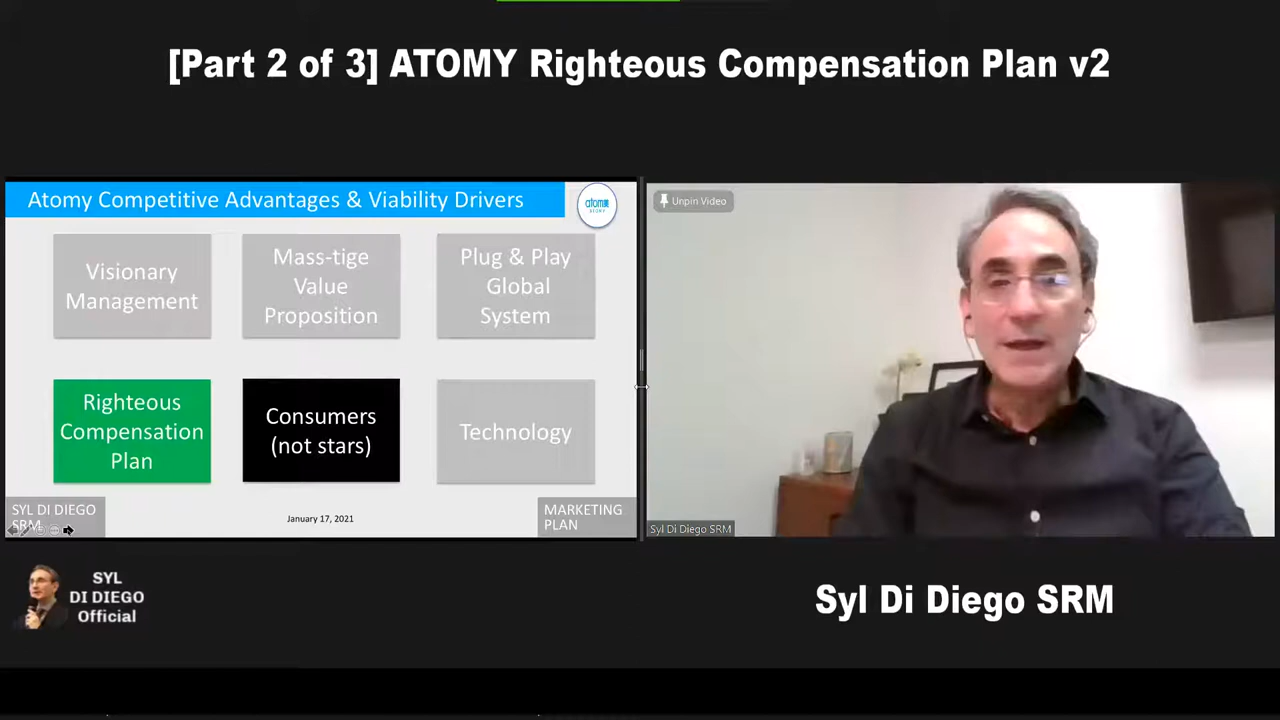 [Part 2 of 3] ATOMY Righteous Compensation Plan v2
Atomy Competitive Advantages & Viability Drivers
atomy
ATOMY
Visionary
Management
Mass-tige
Value
Proposition
Plug & Play
Global
System
Righteous
Compensation
Plan
Consumers
(not stars)
Technology
SYL DI DIEGO
SRM
January 17, 2021
MARKETING
PLAN
Unpin Video
Syl Di Diego SRM
SYL
DI DIEGO
Official
Syl Di Diego SRM